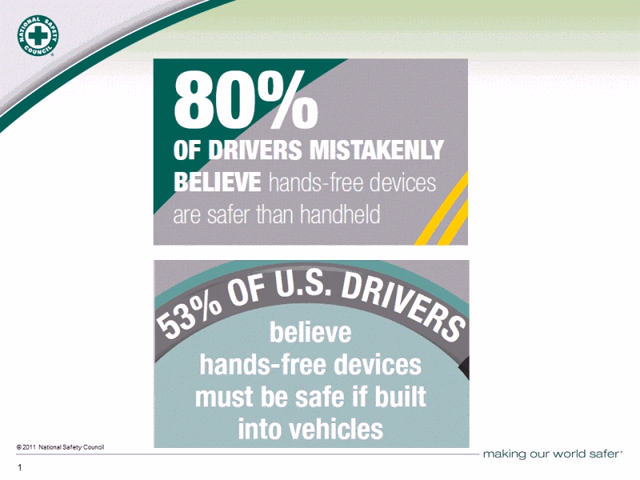 NATIONAL SAFETY COUNCIL
80%
OF DRIVERS MISTAKENLY
BELIEVE hands-free devices
are safer than handheld
53% OF U.S. DRIVERS
believe
hands-free devices
must be safe if built
into vehicles
© 2011 National Safety Council
making our world safer™
1